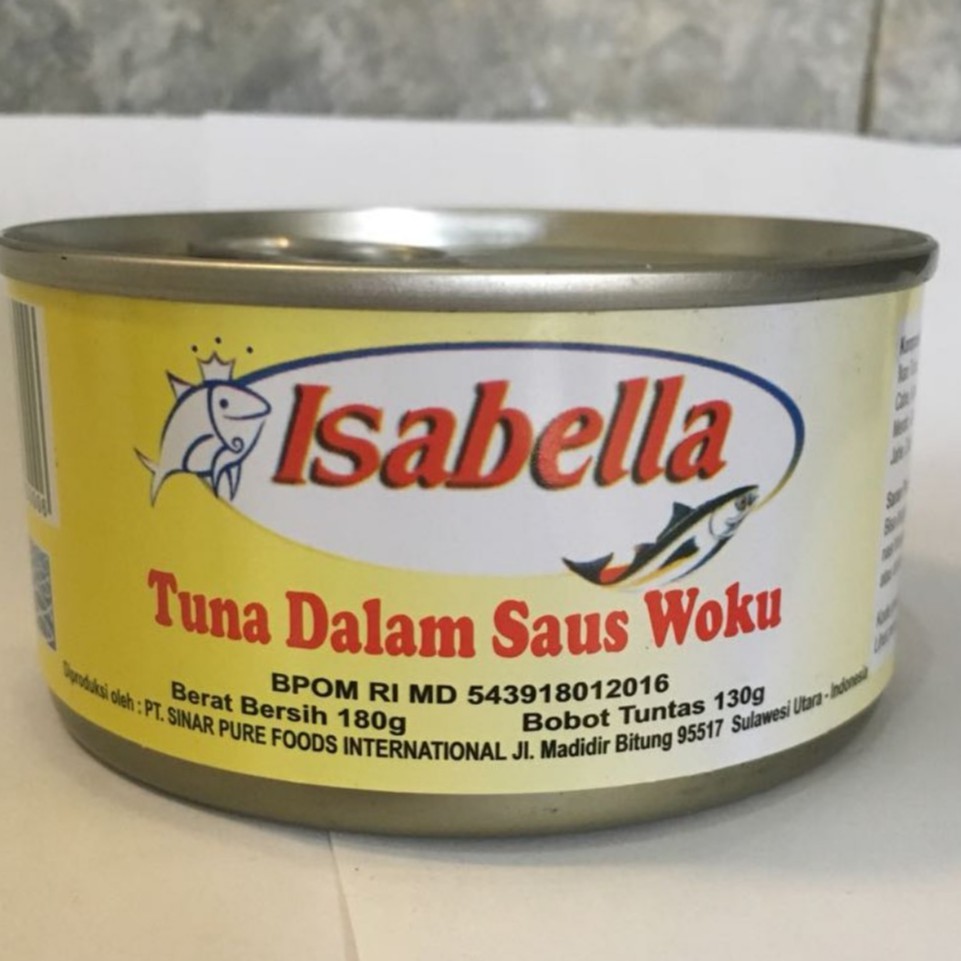 Isabella
Tuna Dalam Saus Woku
BPOM RI MD 543918012016
Berat Bersih 180g Bobot Tuntas 130g
Diproduksi oleh : PT. SINAR PURE FOODS INTERNATIONAL Jl. Madidir Bitung 95517 Sulawesi Utara - Indonesia